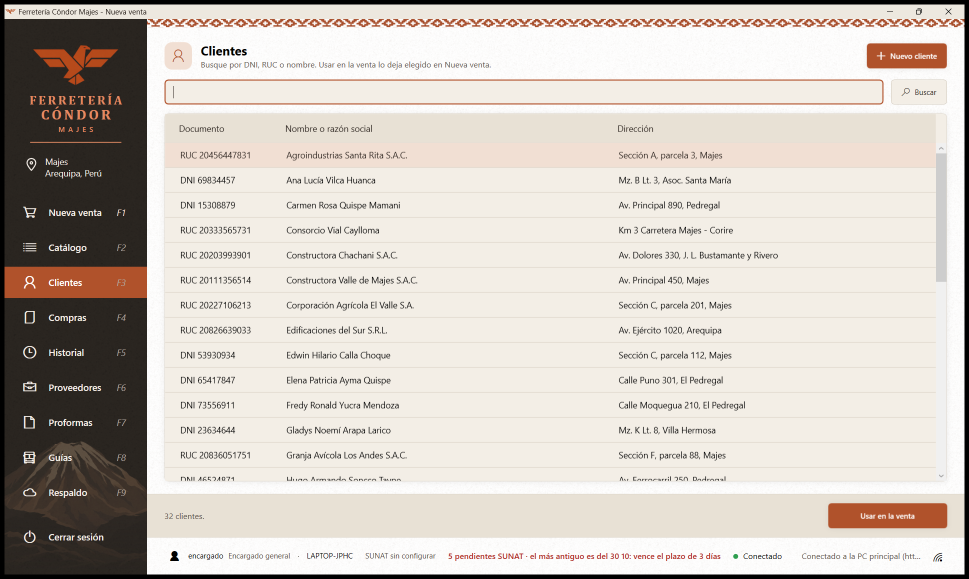 Ferretería Cóndor Majes - Nueva venta
FERRETERÍA
CÓNDOR
MAJES
Majes
Arequipa, Perú
Nueva venta F1
Catálogo F2
Clientes F3
Compras F4
Historial F5
Proveedores F6
Proformas F7
Guías F8
Respaldo F9
Cerrar sesión
Clientes
Busque por DNI, RUC o nombre. Usar en la venta lo deja elegido en Nueva venta.
Nuevo cliente
Buscar
Documento Nombre o razón social Dirección
RUC 20456447831 Agroindustrias Santa Rita S.A.C. Sección A, parcela 3, Majes
DNI 69834457 Ana Lucía Vilca Huanca Mz. B Lt. 3, Asoc. Santa María
DNI 15308879 Carmen Rosa Quispe Mamani Av. Principal 890, Pedregal
RUC 20333565731 Consorcio Vial Caylloma Km 3 Carretera Majes - Corire
RUC 20203993901 Constructora Chachani S.A.C. Av. Dolores 330, J. L. Bustamante y Rivero
RUC 20111356514 Constructora Valle de Majes S.A.C. Av. Principal 450, Majes
RUC 20227106213 Corporación Agrícola El Valle S.A. Sección C, parcela 201, Majes
RUC 20826639033 Edificaciones del Sur S.R.L. Av. Ejército 1020, Arequipa
DNI 53930934 Edwin Hilario Calla Choque Sección C, parcela 112, Majes
DNI 65417847 Elena Patricia Ayma Quispe Calle Puno 301, El Pedregal
DNI 73556911 Fredy Ronald Yucra Mendoza Calle Moquegua 210, El Pedregal
DNI 23634644 Gladys Noemí Arapa Larico Mz. K Lt. 8, Villa Hermosa
RUC 20836051751 Granja Avícola Los Andes S.A.C. Sección F, parcela 88, Majes
DNI 46524871 Hugo Armando Soncco Taype Av. Ferrocarril 250, Pedregal
32 clientes.
Usar en la venta
encargado Encargado general · LAPTOP-JPHC SUNAT sin configurar 5 pendientes SUNAT · el más antiguo es del 30 10: vence el plazo de 3 días Conectado Conectado a la PC principal (htt...